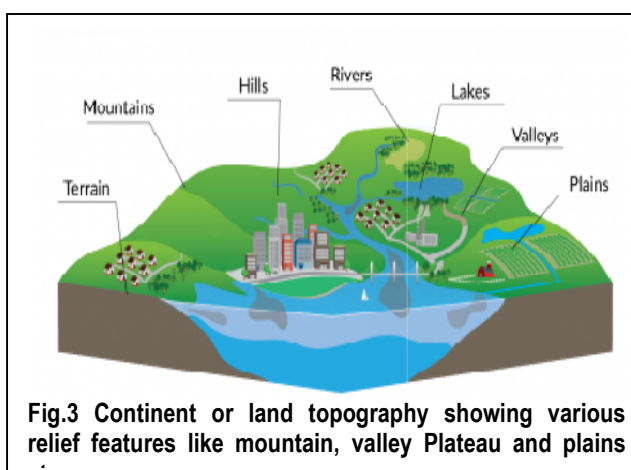 Rivers
Hills
Lakes
Mountains
Valleys
Terrain
Plains
Fig.3 Continent or land topography showing various
relief features like mountain, valley Plateau and plains